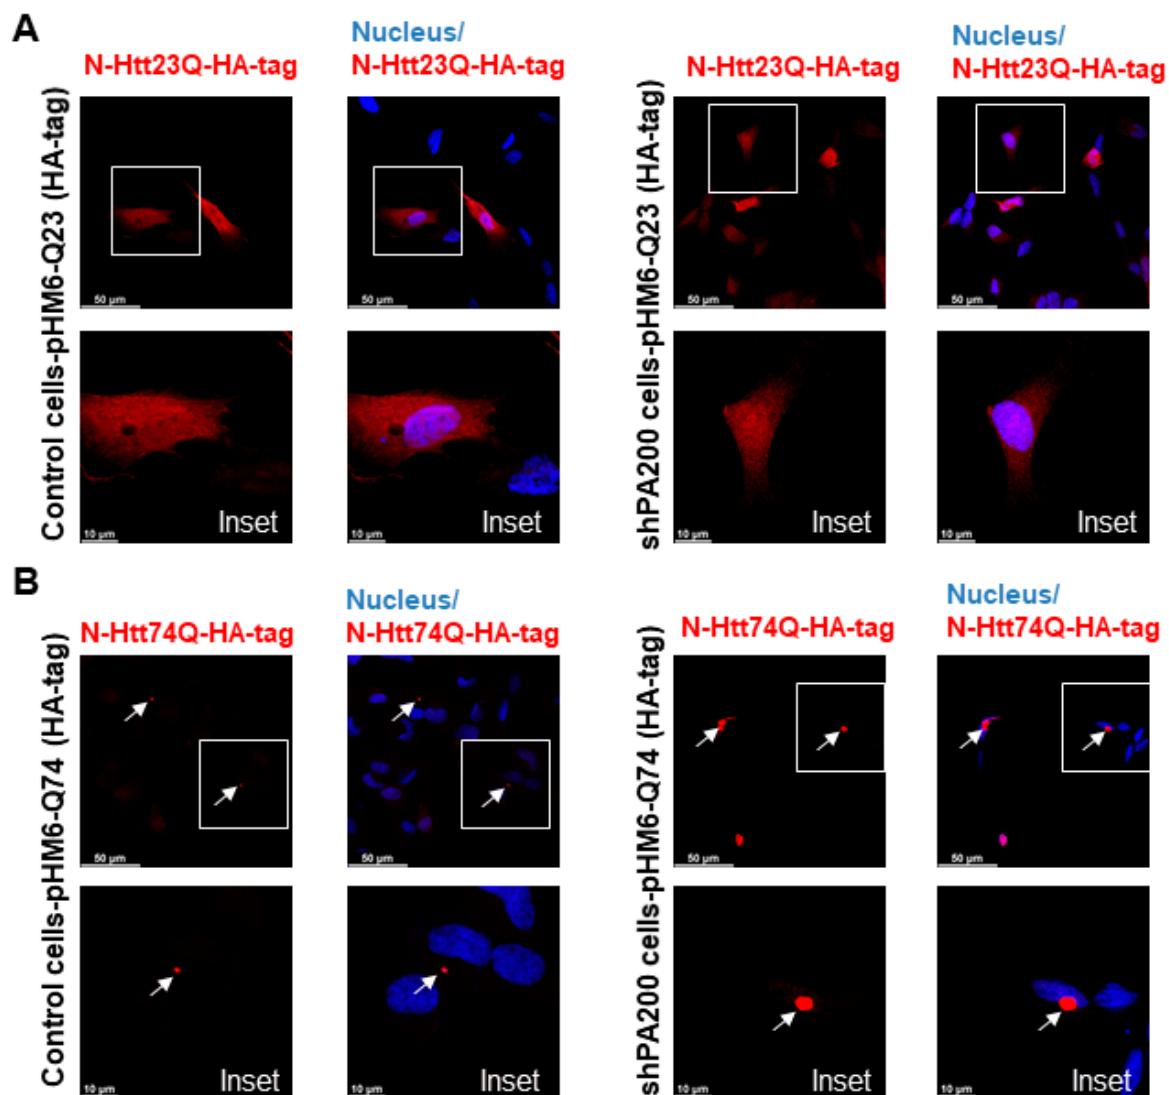 A
Nucleus/
N-Htt23Q-HA-tag
N-Htt23Q-HA-tag
Nucleus/
N-Htt23Q-HA-tag
N-Htt23Q-HA-tag
Control cells-pHM6-Q23 (HA-tag)
50 µm
50 µm
Inset
10 µm
Inset
10 µm
shPA200 cells-pHM6-Q23 (HA-tag)
50 µm
50 µm
Inset
10 µm
Inset
10 µm
B
Nucleus/
N-Htt74Q-HA-tag
N-Htt74Q-HA-tag
Nucleus/
N-Htt74Q-HA-tag
N-Htt74Q-HA-tag
Control cells-pHM6-Q74 (HA-tag)
50 µm
50 µm
Inset
10 µm
Inset
10 µm
shPA200 cells-pHM6-Q74 (HA-tag)
50 µm
50 µm
Inset
10 µm
Inset
10 µm